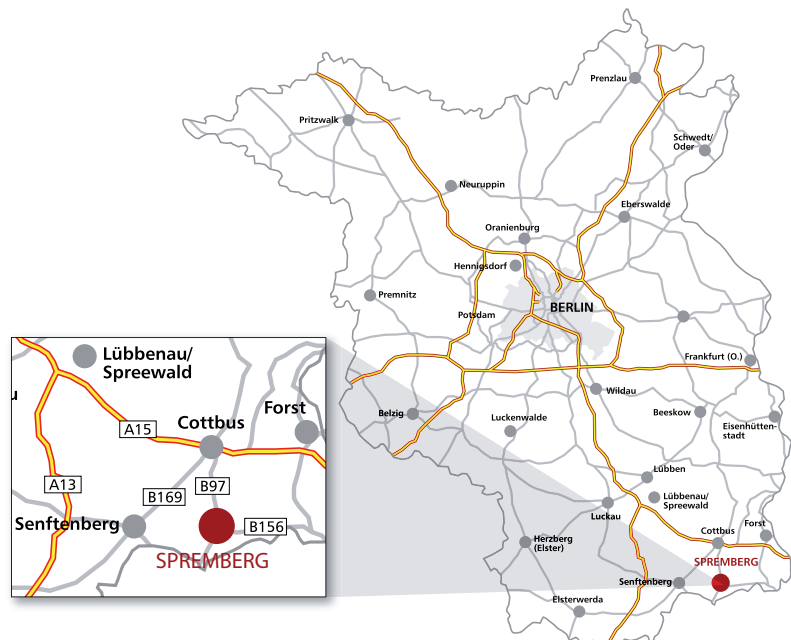 Prenzlau
Pritzwalk
Schwedt/
Oder
Neuruppin
Eberswalde
Oranienburg
Hennigsdorf
Premnitz
BERLIN
Potsdam
Frankfurt (O.)
Wildau
Belzig
Beeskow
Luckenwalde
Eisenhütten-
stadt
Lübben
Lübbenau/
Spreewald
Luckau
Forst
Cottbus
Herzberg
(Elster)
SPREMBERG
Senftenberg
Elsterwerda
Lübbenau/
Spreewald
u
Forst
Cottbus
A15
A13
B97
B169
Senftenberg
B156
SPREMBERG